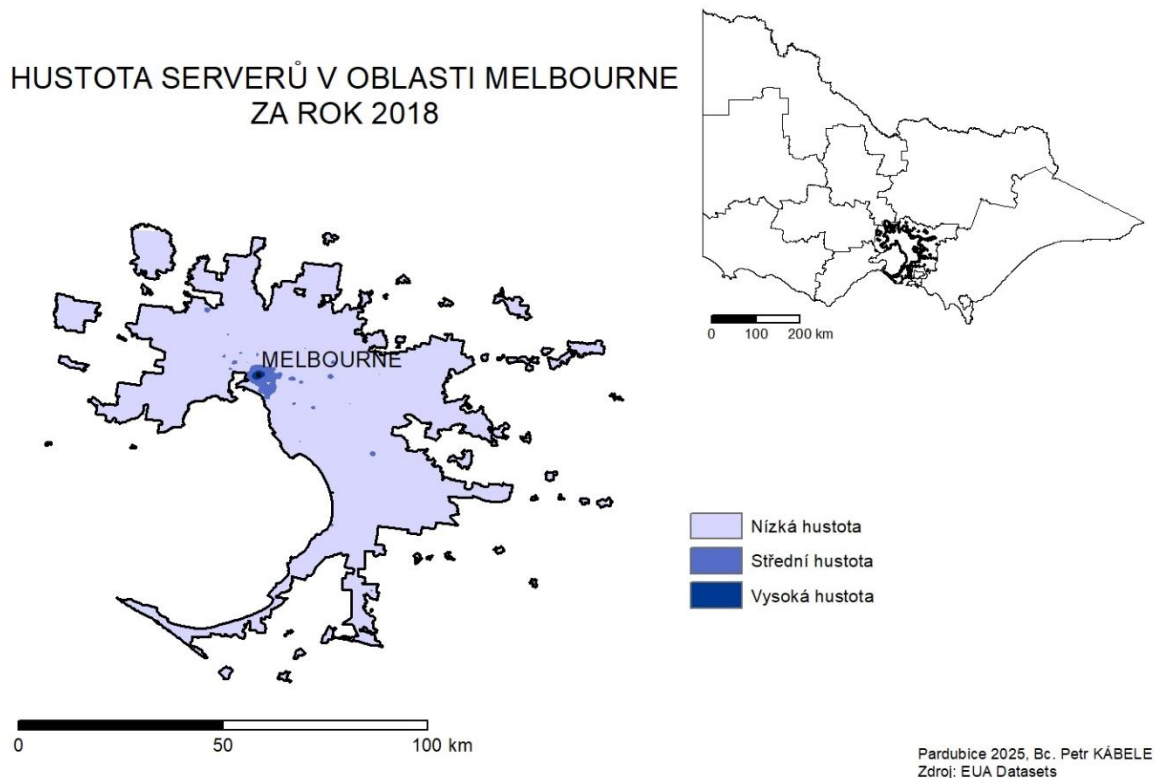 HUSTOTA SERVERŮ V OBLASTI MELBOURNE
ZA ROK 2018
0 100 200 km
MELBOURNE
Nízká hustota
Střední hustota
Vysoká hustota
0 50 100 km
Pardubice 2025, Bc. Petr KÁBELE
Zdroj: EUA Datasets